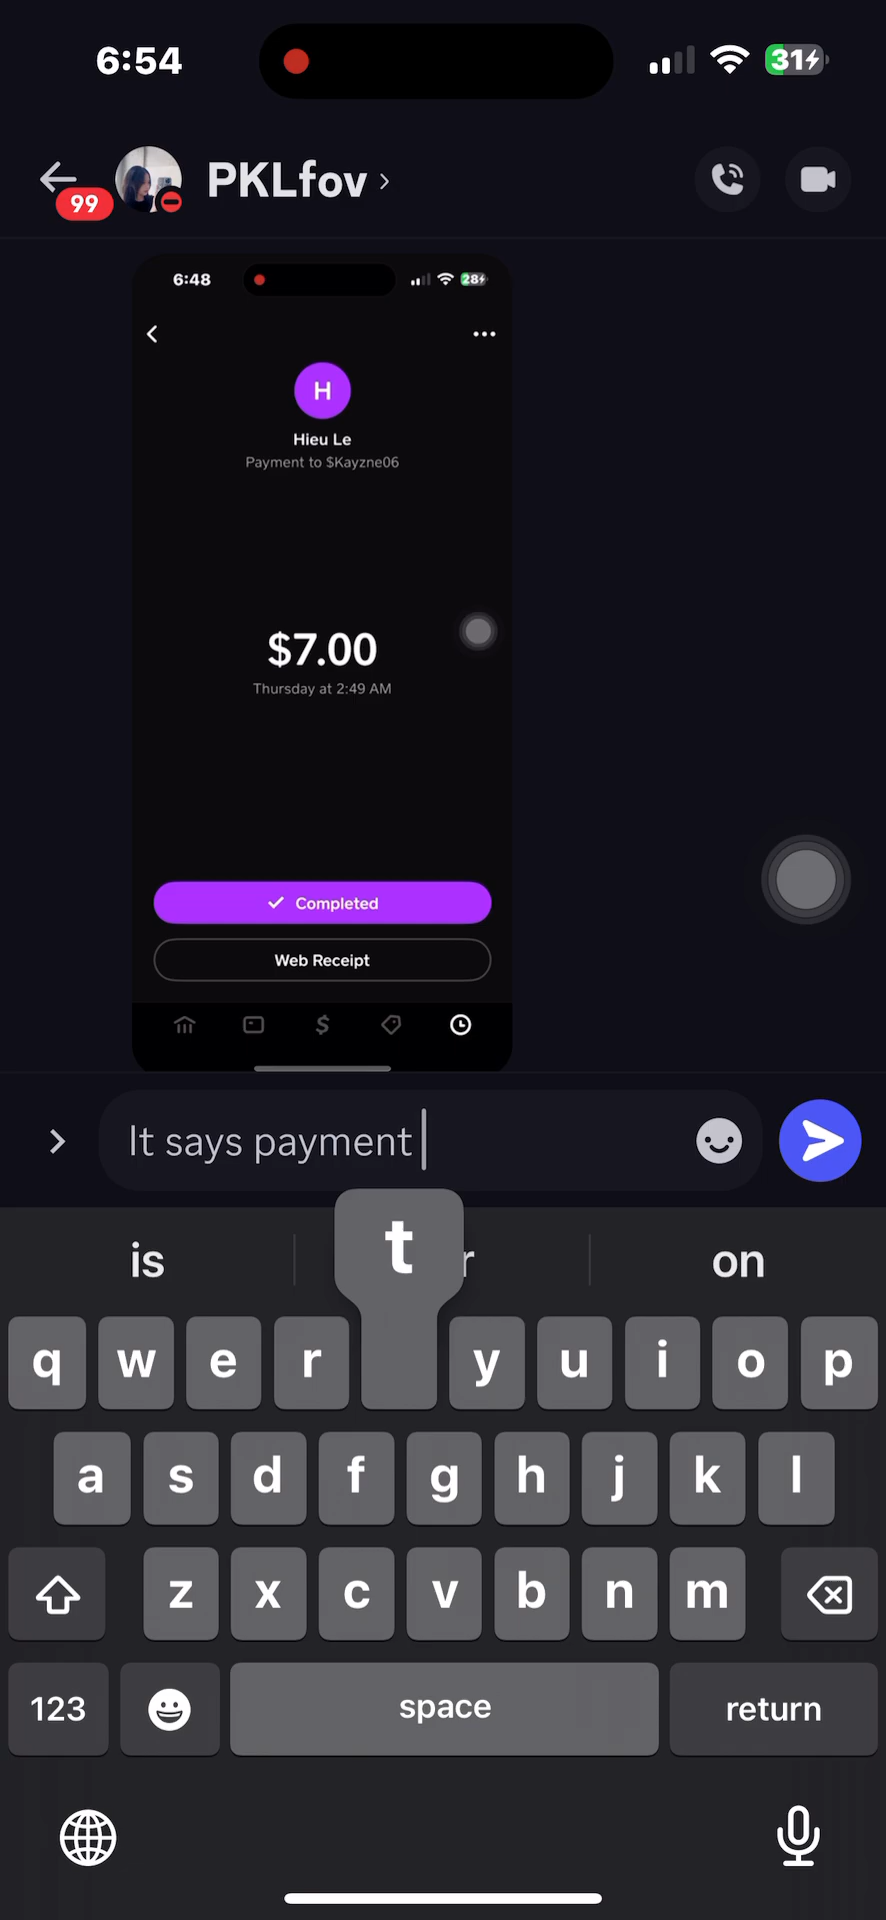 6:54
31
99
PKLfov
6:48
28
H
Hieu Le
Payment to $Kayzne06
$7.00
Thursday at 2:49 AM
Completed
Web Receipt
It says payment
is
t
r
on
q w e r y u i o p
a s d f g h j k l
z x c v b n m
123
space
return